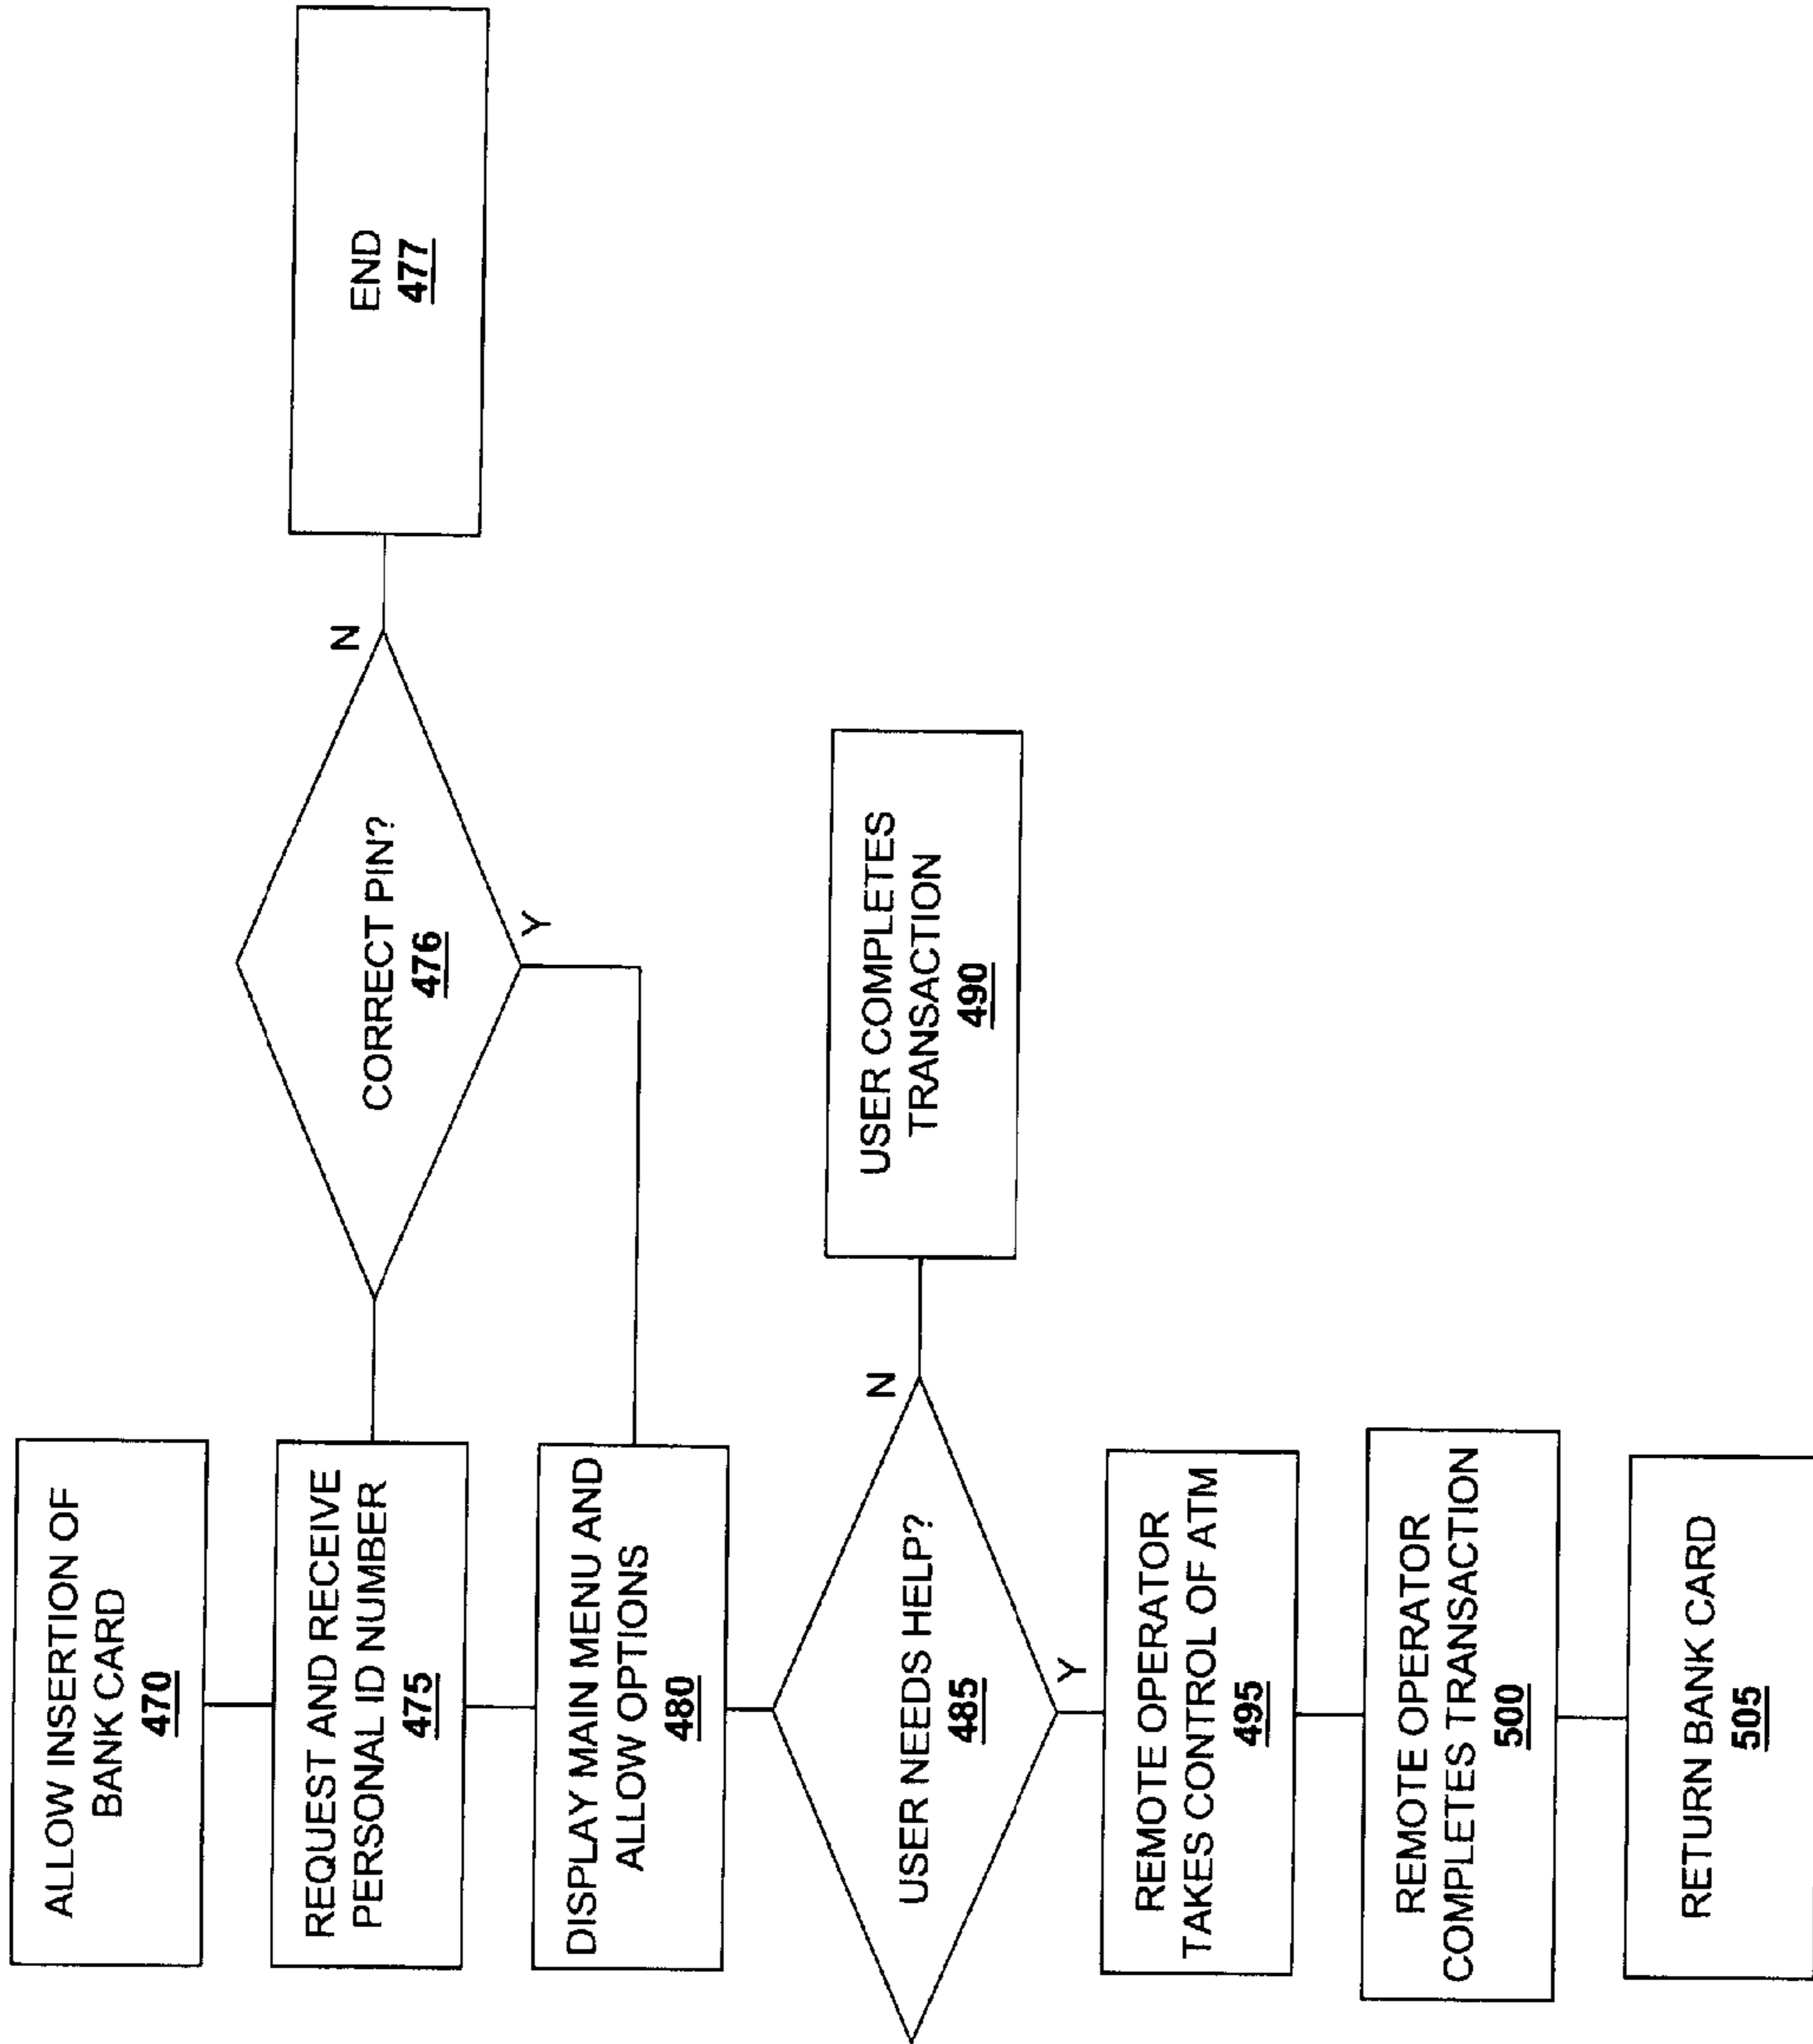 ALLOW INSERTION OF
BANK CARD
470
REQUEST AND RECEIVE
PERSONAL ID NUMBER
475
CORRECT PIN?
476
N
END
477
Y
DISPLAY MAIN MENU AND
ALLOW OPTIONS
480
USER NEEDS HELP?
485
N
USER COMPLETES
TRANSACTION
490
Y
REMOTE OPERATOR
TAKES CONTROL OF ATM
495
REMOTE OPERATOR
COMPLETES TRANSACTION
500
RETURN BANK CARD
505